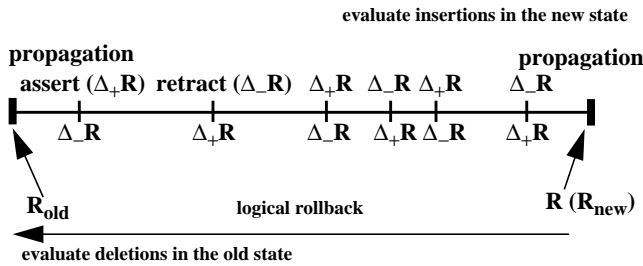 evaluate insertions in the new state
propagation propagation
assert (Δ₊R) retract (Δ₋R) Δ₊R Δ₋R Δ₊R Δ₋R
Δ₋R Δ₊R Δ₋R Δ₊R Δ₋R Δ₊R
R_old logical rollback R (R_new)
evaluate deletions in the old state